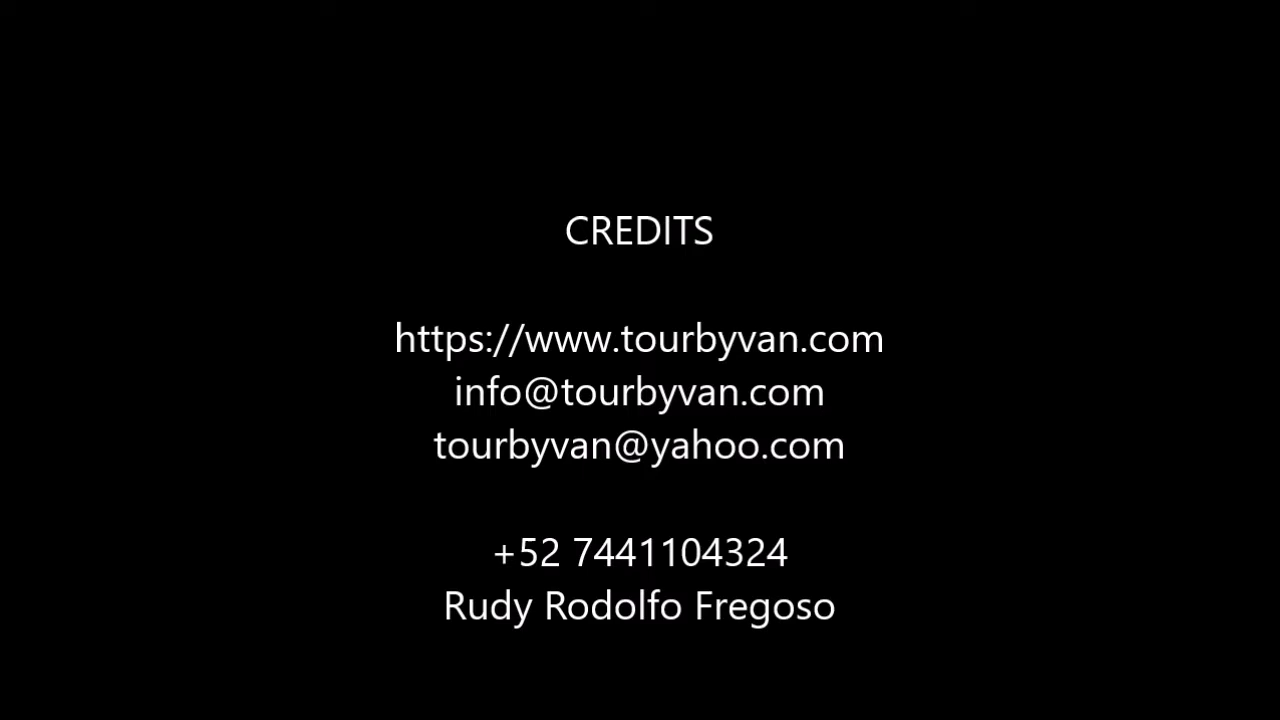 CREDITS
https://www.tourbyvan.com
info@tourbyvan.com
tourbyvan@yahoo.com
+52 7441104324
Rudy Rodolfo Fregoso